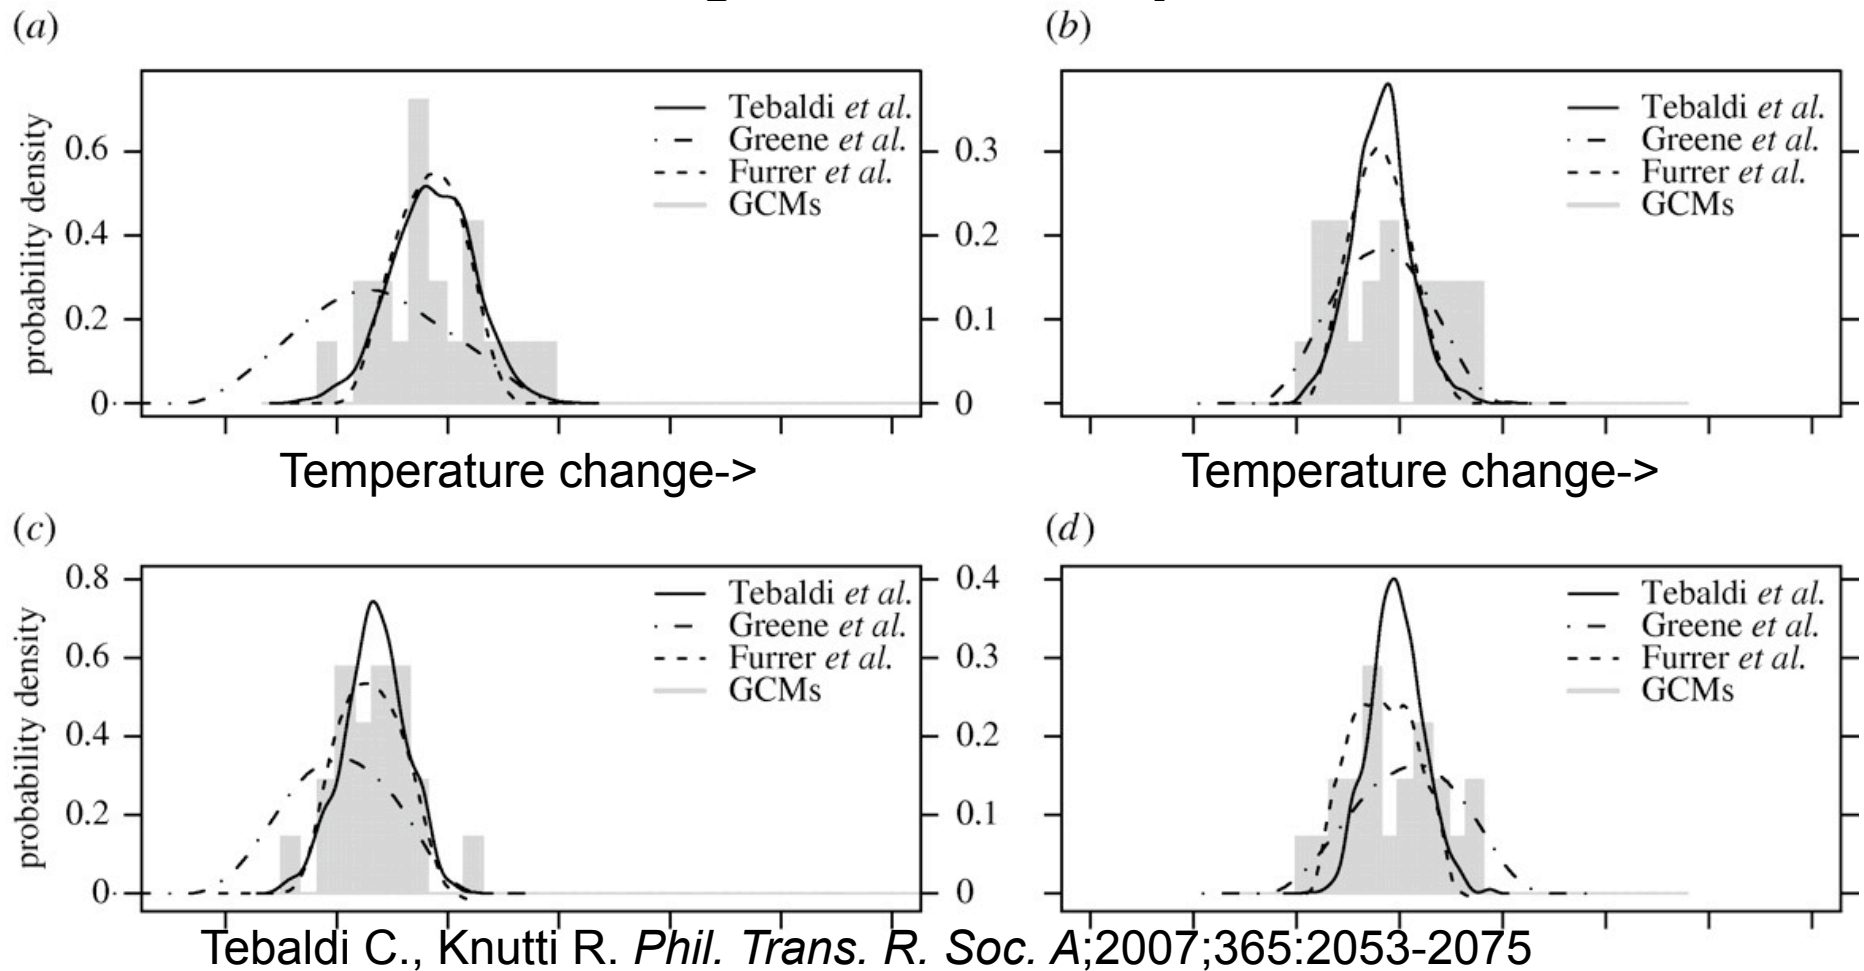 (a)
probability density
0.6
0.4
0.2
0
Tebaldi et al.
Greene et al.
Furrer et al.
GCMs
Temperature change->
(b)
0.3
0.2
0.1
0
Tebaldi et al.
Greene et al.
Furrer et al.
GCMs
Temperature change->
(c)
probability density
0.8
0.6
0.4
0.2
0
Tebaldi et al.
Greene et al.
Furrer et al.
GCMs
(d)
0.4
0.3
0.2
0.1
0
Tebaldi et al.
Greene et al.
Furrer et al.
GCMs
Tebaldi C., Knutti R. Phil. Trans. R. Soc. A;2007;365:2053-2075